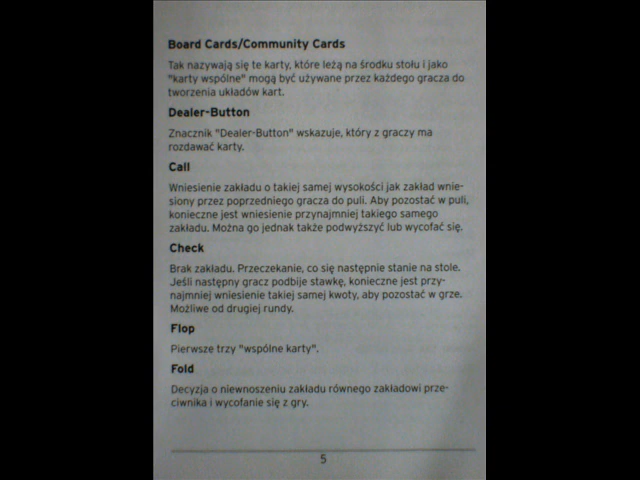 Board Cards/Community Cards
Tak nazywają się te karty, które leżą na środku stołu i jako
"karty wspólne" mogą być używane przez każdego gracza do
tworzenia układów kart.
Dealer-Button
Znacznik "Dealer-Button" wskazuje, który z graczy ma
rozdawać karty.
Call
Wniesienie zakładu o takiej samej wysokości jak zakład wnie-
siony przez poprzedniego gracza do puli. Aby pozostać w puli,
konieczne jest wniesienie przynajmniej takiego samego
zakładu. Można go jednak także podwyższyć lub wycofać się.
Check
Brak zakładu. Przeczekanie, co się następnie stanie na stole.
Jeśli następny gracz podbije stawkę, konieczne jest przy-
najmniej wniesienie takiej samej kwoty, aby pozostać w grze.
Możliwe od drugiej rundy.
Flop
Pierwsze trzy "wspólne karty".
Fold
Decyzja o niewnoszeniu zakładu równego zakładowi prze-
ciwnika i wycofanie się z gry.
5